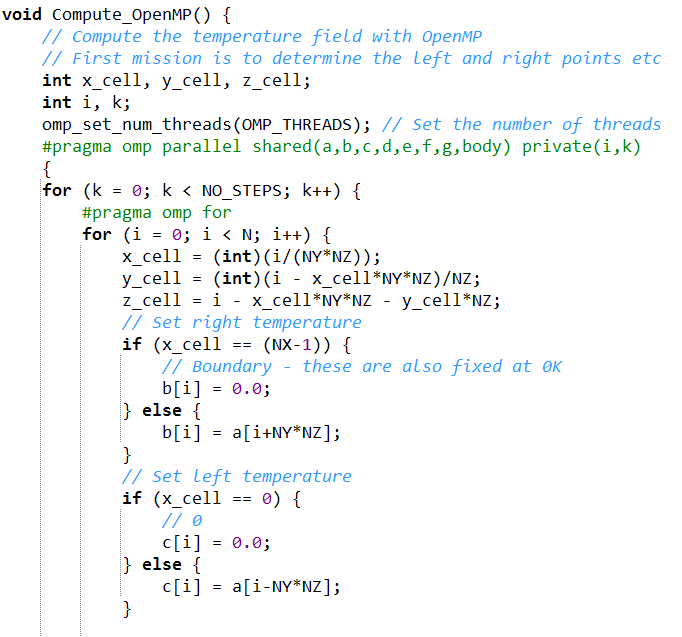 void Compute_OpenMP() {
// Compute the temperature field with OpenMP
// First mission is to determine the left and right points etc
int x_cell, y_cell, z_cell;
int i, k;
omp_set_num_threads(OMP_THREADS); // Set the number of threads
#pragma omp parallel shared(a,b,c,d,e,f,g,body) private(i,k)
{
for (k = 0; k < NO_STEPS; k++) {
#pragma omp for
for (i = 0; i < N; i++) {
x_cell = (int)(i/(NY*NZ));
y_cell = (int)(i - x_cell*NY*NZ)/NZ;
z_cell = i - x_cell*NY*NZ - y_cell*NZ;
// Set right temperature
if (x_cell == (NX-1)) {
// Boundary - these are also fixed at 0K
b[i] = 0.0;
} else {
b[i] = a[i+NY*NZ];
}
// Set left temperature
if (x_cell == 0) {
// 0
c[i] = 0.0;
} else {
c[i] = a[i-NY*NZ];
}